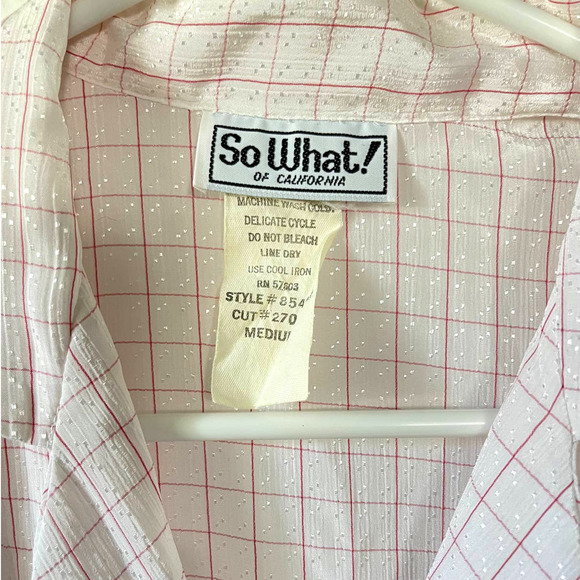 So What!
OF CALIFORNIA
MACHINE WASH COLD.
DELICATE CYCLE
DO NOT BLEACH
LINE DRY
USE COOL IRON
RN 57603
STYLE # 854
CUT # 270
MEDIU